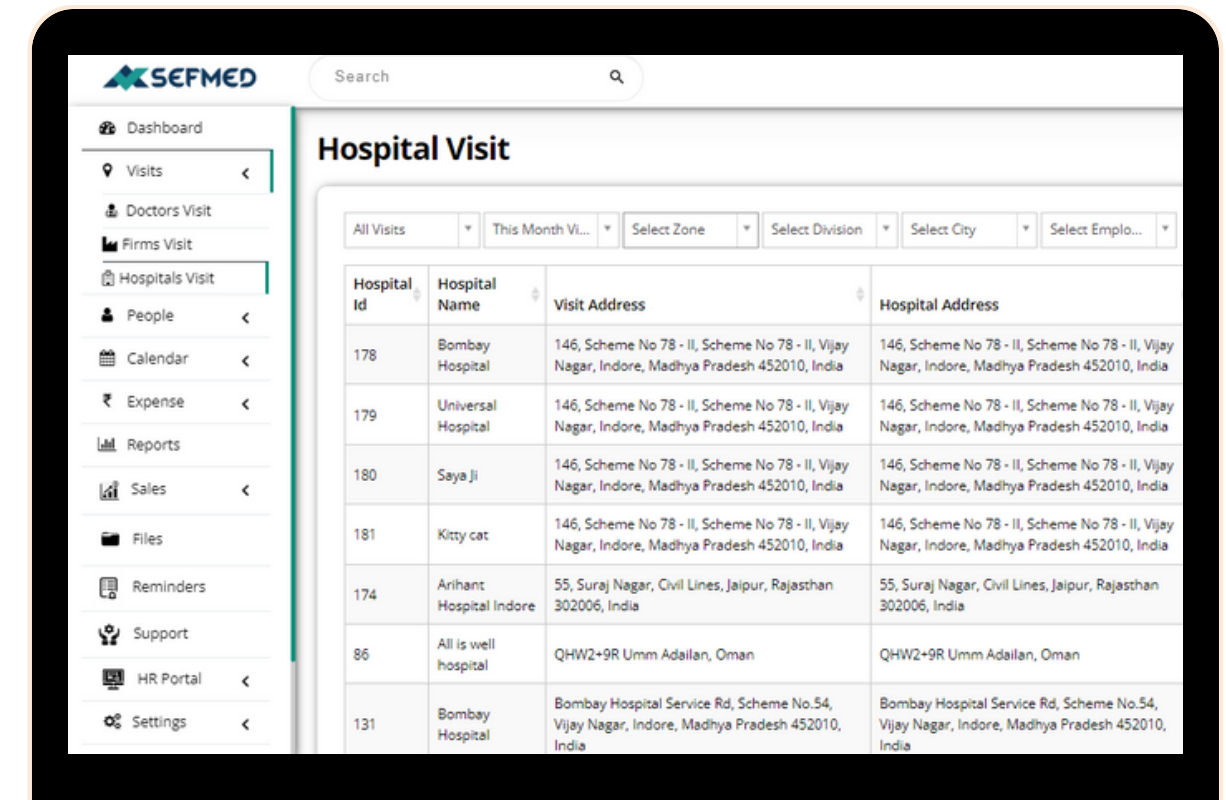 SEFMED
Search
Dashboard
Visits
Doctors Visit
Firms Visit
Hospitals Visit
People
Calendar
Expense
Reports
Sales
Files
Reminders
Support
HR Portal
Settings
Hospital Visit
All Visits
This Month Vi...
Select Zone
Select Division
Select City
Select Emplo...
Hospital
Id
Hospital
Name
Visit Address
Hospital Address
178
Bombay
Hospital
146, Scheme No 78 - II, Scheme No 78 - II, Vijay
Nagar, Indore, Madhya Pradesh 452010, India
146, Scheme No 78 - II, Scheme No 78 - II, Vijay
Nagar, Indore, Madhya Pradesh 452010, India
179
Universal
Hospital
146, Scheme No 78 - II, Scheme No 78 - II, Vijay
Nagar, Indore, Madhya Pradesh 452010, India
146, Scheme No 78 - II, Scheme No 78 - II, Vijay
Nagar, Indore, Madhya Pradesh 452010, India
180
Saya Ji
146, Scheme No 78 - II, Scheme No 78 - II, Vijay
Nagar, Indore, Madhya Pradesh 452010, India
146, Scheme No 78 - II, Scheme No 78 - II, Vijay
Nagar, Indore, Madhya Pradesh 452010, India
181
Kitty cat
146, Scheme No 78 - II, Scheme No 78 - II, Vijay
Nagar, Indore, Madhya Pradesh 452010, India
146, Scheme No 78 - II, Scheme No 78 - II, Vijay
Nagar, Indore, Madhya Pradesh 452010, India
174
Arihant
Hospital Indore
55, Suraj Nagar, Civil Lines, Jaipur, Rajasthan
302006, India
55, Suraj Nagar, Civil Lines, Jaipur, Rajasthan
302006, India
86
All is well
hospital
QHW2+9R Umm Adailan, Oman
QHW2+9R Umm Adailan, Oman
131
Bombay
Hospital
Bombay Hospital Service Rd, Scheme No.54,
Vijay Nagar, Indore, Madhya Pradesh 452010,
India
Bombay Hospital Service Rd, Scheme No.54,
Vijay Nagar, Indore, Madhya Pradesh 452010,
India